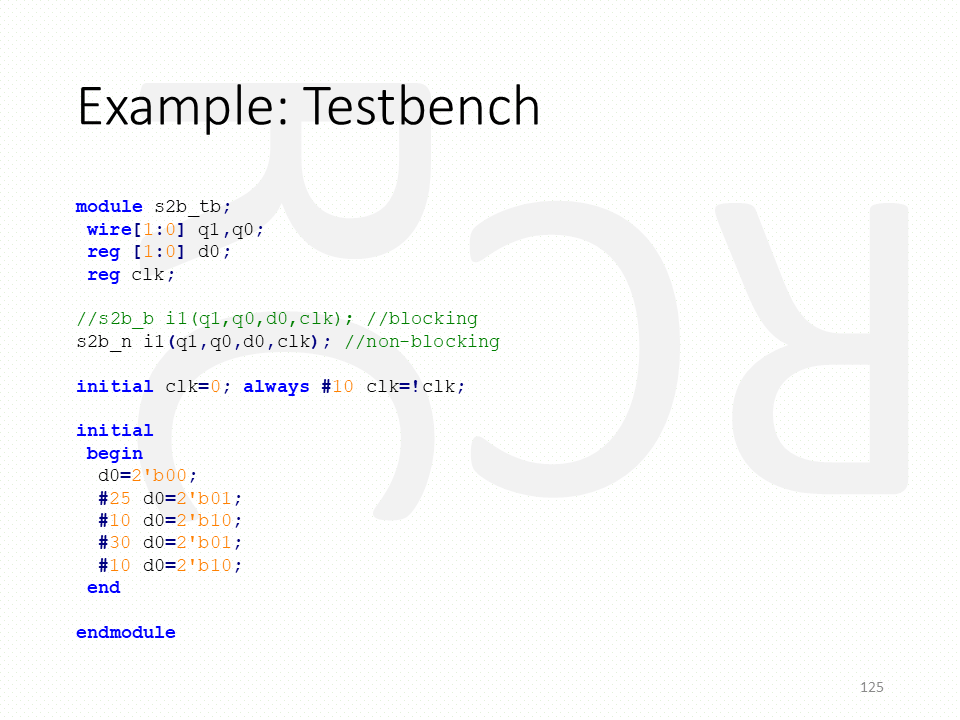 Example: Testbench
module s2b_tb;
wire[1:0] q1,q0;
reg [1:0] d0;
reg clk;
//s2b_b i1(q1,q0,d0,clk); //blocking
s2b_n i1(q1,q0,d0,clk); //non-blocking
initial clk=0; always #10 clk=!clk;
initial
begin
d0=2'b00;
#25 d0=2'b01;
#10 d0=2'b10;
#30 d0=2'b01;
#10 d0=2'b10;
end
endmodule
125